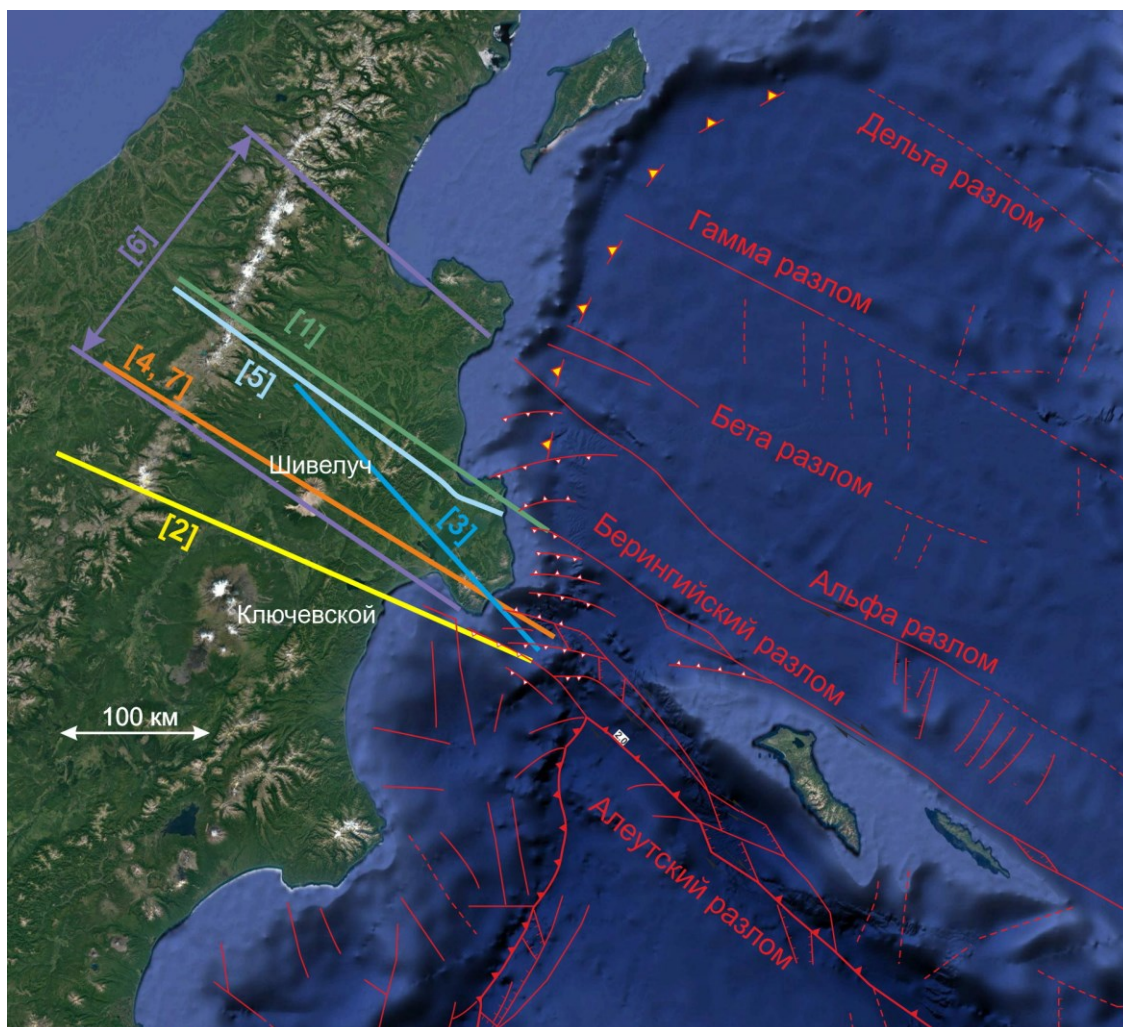 Дельта разлом
Гамма разлом
[6]
[1]
[5]
[4, 7]
Бета разлом
Шивелуч
[3]
[2]
Берингийский разлом
Альфа разлом
Ключевской
100 км
Алеутский разлом